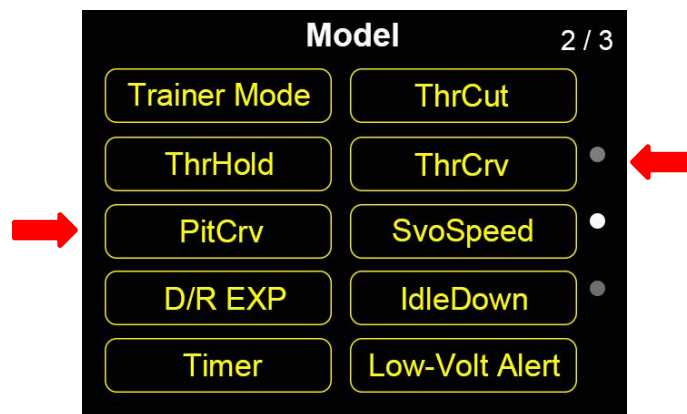 Model
2 / 3
Trainer Mode
ThrCut
ThrHold
ThrCrv
PitCrv
SvoSpeed
D/R EXP
IdleDown
Timer
Low-Volt Alert